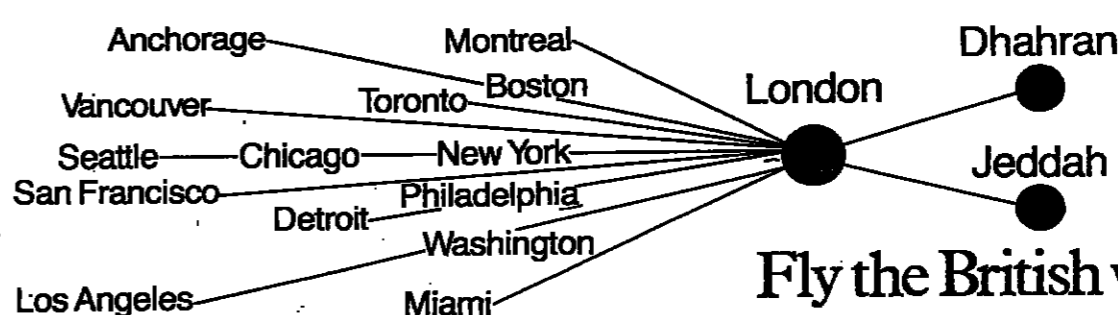 Anchorage
Montreal
Dhahran
Vancouver
Toronto
Boston
London
Seattle
Chicago
New York
Jeddah
San Francisco
Philadelphia
Detroit
Washington
Fly the British
Los Angeles
Miami